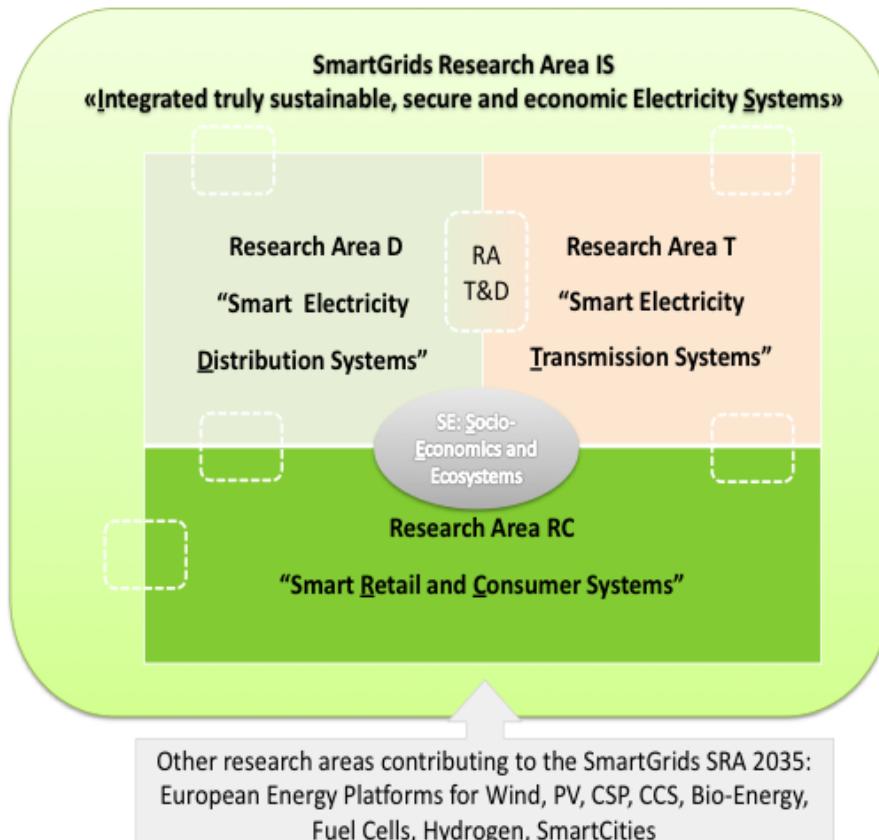 SmartGrids Research Area IS
«Integrated truly sustainable, secure and economic Electricity Systems»
Research Area D
“Smart Electricity
Distribution Systems”
RA
T&D
Research Area T
“Smart Electricity
Transmission Systems”
SE: Socio-
Economics and
Ecosystems
Research Area RC
“Smart Retail and Consumer Systems”
Other research areas contributing to the SmartGrids SRA 2035:
European Energy Platforms for Wind, PV, CSP, CCS, Bio-Energy,
Fuel Cells, Hydrogen, SmartCities